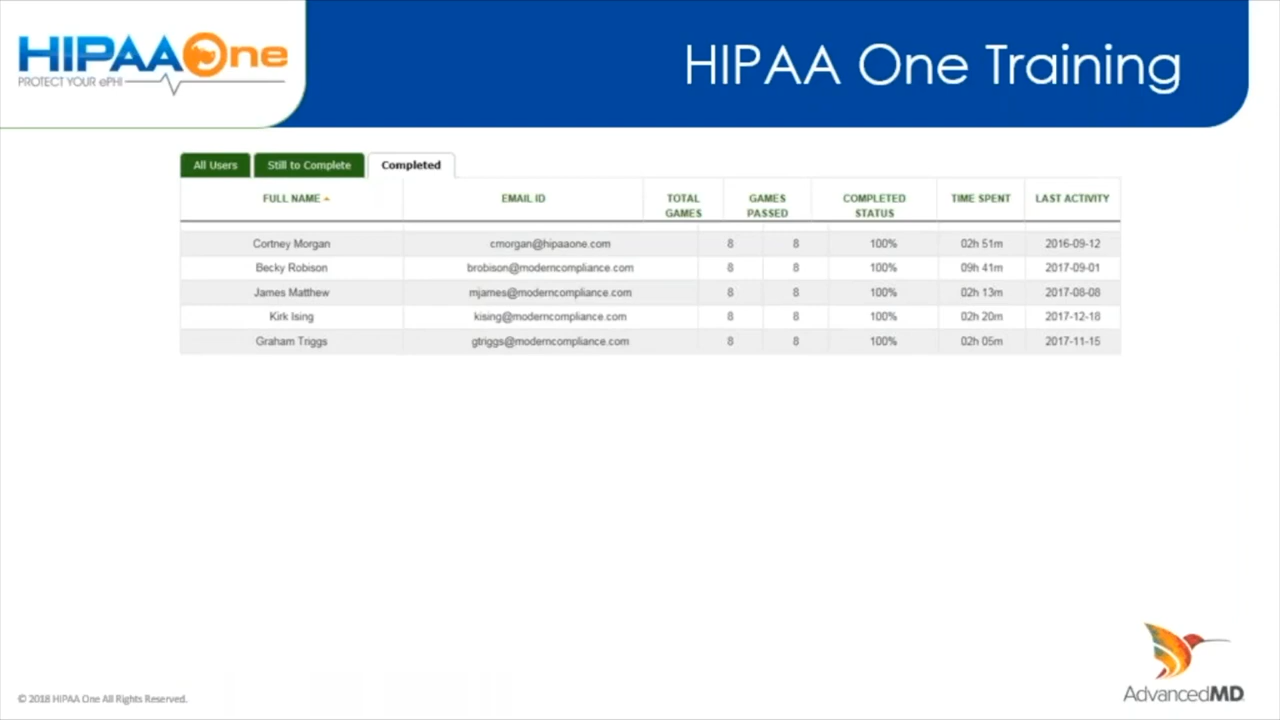 HIPAAOne
PROTECT YOUR ePHI
HIPAA One Training
All Users Still to Complete Completed
FULL NAME EMAIL ID TOTAL GAMES GAMES PASSED COMPLETED STATUS TIME SPENT LAST ACTIVITY
Cortney Morgan cmorgan@hipaaone.com 8 8 100% 02h 51m 2016-09-12
Becky Robison brobison@moderncompliance.com 8 8 100% 09h 41m 2017-09-01
James Matthew mjames@moderncompliance.com 8 8 100% 02h 13m 2017-08-08
Kirk Ising kising@moderncompliance.com 8 8 100% 02h 20m 2017-12-18
Graham Triggs gtriggs@moderncompliance.com 8 8 100% 02h 05m 2017-11-15
© 2018 HIPAA One All Rights Reserved.
AdvancedMD